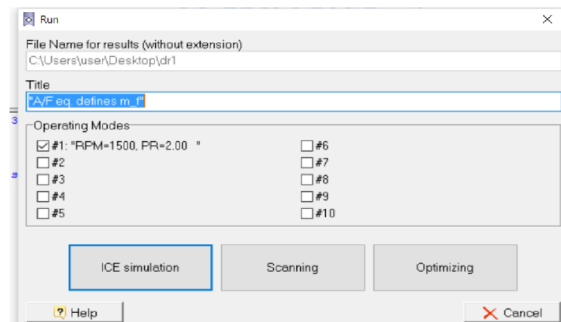 Run
File Name for results (without extension)
C:\Users\user\Desktop\dr1
Title
"A/F eq. defines m_f"
Operating Modes
#1: "RPM=1500, PR=2.00 "
#2
#3
#4
#5
#6
#7
#8
#9
#10
ICE simulation
Scanning
Optimizing
Help
Cancel
3